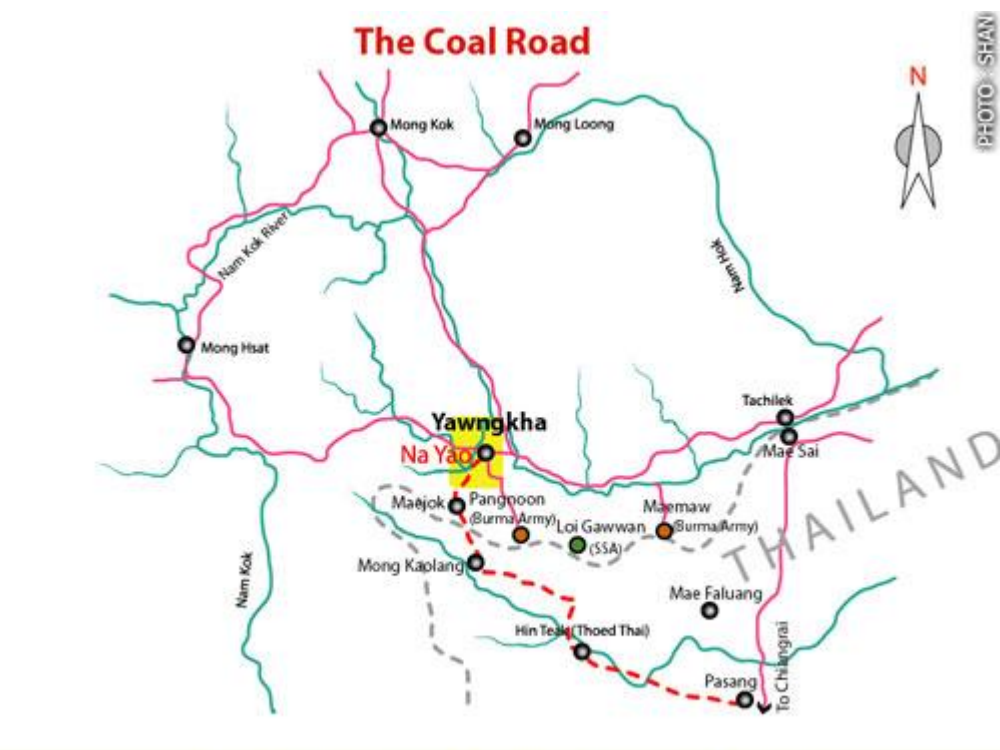 The Coal Road
PHOTO : SHAN
N
Mong Kok
Mong Loong
Nam Kok River
Nam Hok
Mong Hsat
Tachilek
Yawngkha
Na Yao
Mae Sai
THAILAND
Maejok
Pangnoon
(Burma Army)
Loi Gawwan
(SSA)
Maemaw
(Burma Army)
Mong Kaolang
Nam Kok
Mae Faluang
Hin Teak (Thoed Thai)
To Chiangrai
Pasang